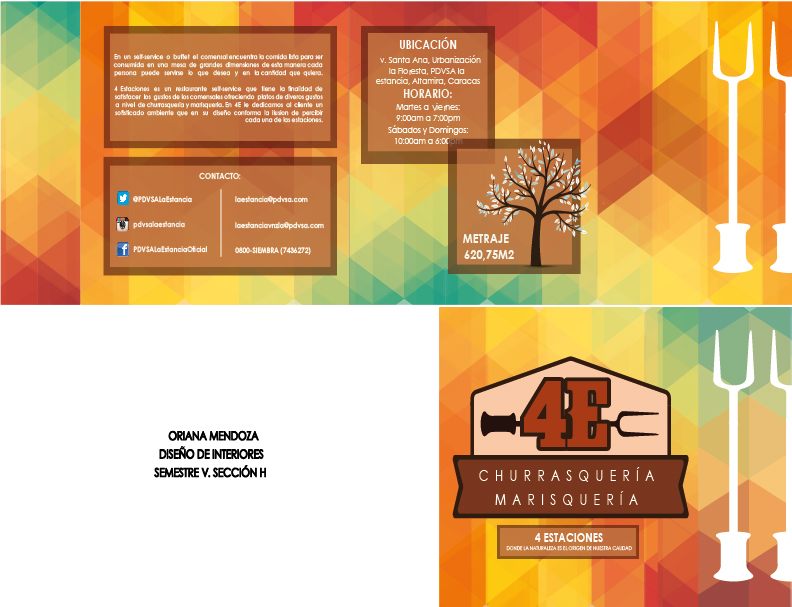 En un self-service o buffet el comensal encuentra la comida lista para ser
consumida en una mesa de grandes dimensiones de esta manera cada
persona puede servirse lo que desea y en la cantidad que quiera.
4 Estaciones es un restaurante self-service que tiene la finalidad de
satisfacer los gustos de los comensales ofreciendo platos de diveros gustos
a nivel de churrasquería y marisquería. En 4E le dedicamos al cliente un
sofisticado ambiente que en su diseño conforma la ilusion de percibir
cada una de las estaciones.
CONTACTO:
@PDVSALaEstancia
laestancia@pdvsa.com
pdvsalaestancia
laestanciavnzla@pdvsa.com
PDVSALaEstanciaOficial
0800-SIEMBRA (7436272)
UBICACIÓN
v. Santa Ana, Urbanización
la Floresta, PDVSA la
estancia, Altamira, Caracas
HORARIO:
Martes a viernes:
9:00am a 7:00pm
Sábados y Domingos:
10:00am a 6:00pm
METRAJE
620,75M2
ORIANA MENDOZA
DISEÑO DE INTERIORES
SEMESTRE V. SECCIÓN H
4E
CHURRASQUERÍA
MARISQUERÍA
4 ESTACIONES
DONDE LA NATURALEZA ES EL ORIGEN DE NUESTRA CALIDAD